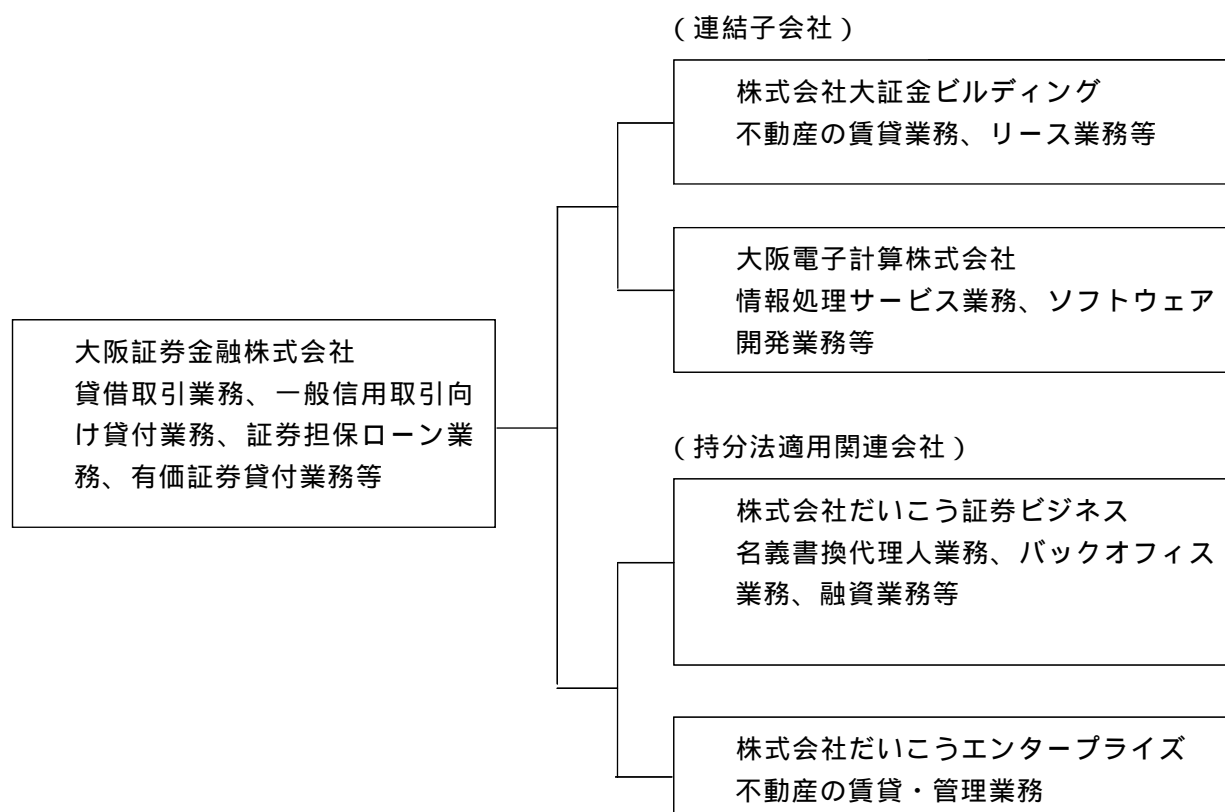 (連結子会社)
株式会社大証金ビルディング
不動産の賃貸業務、リース業務等
大阪電子計算株式会社
情報処理サービス業務、ソフトウェア
開発業務等
大阪証券金融株式会社
貸借取引業務、一般信用取引向
け貸付業務、証券担保ローン業
務、有価証券貸付業務等
(持分法適用関連会社)
株式会社だいこう証券ビジネス
名義書換代理人業務、バックオフィス
業務、融資業務等
株式会社だいこうエンタープライズ
不動産の賃貸・管理業務